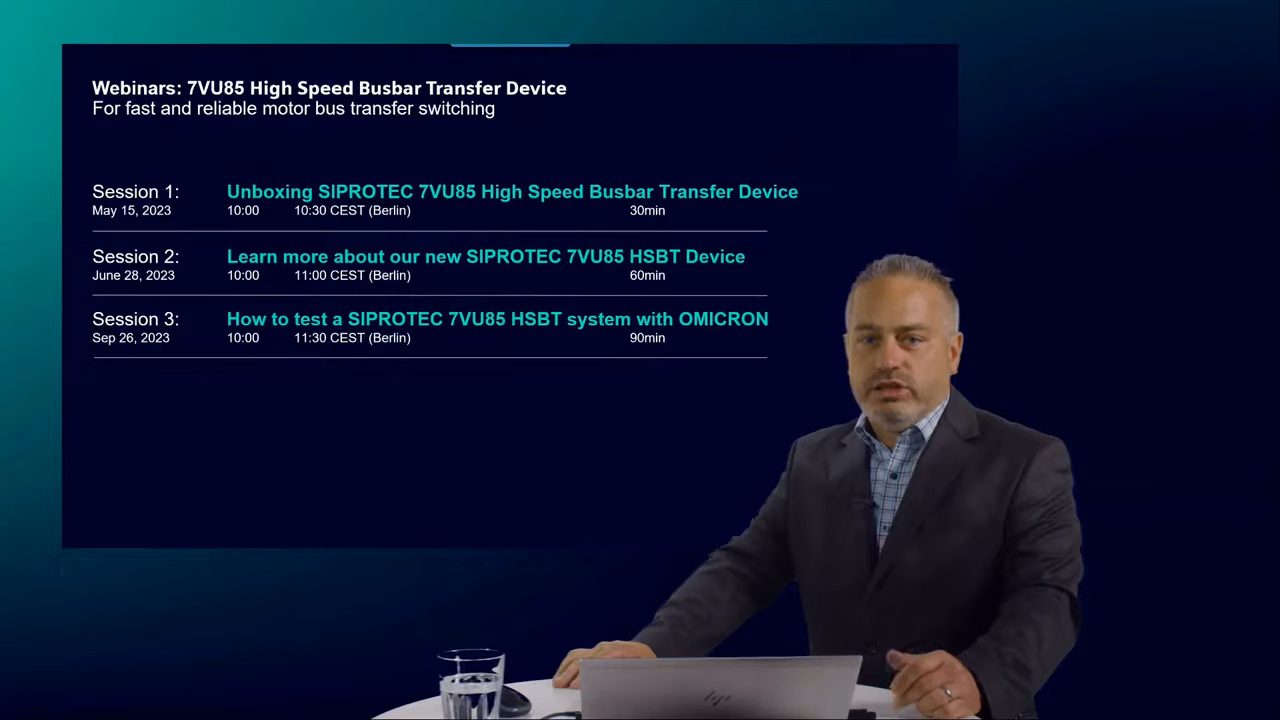 Webinars: 7VU85 High Speed Busbar Transfer Device
For fast and reliable motor bus transfer switching
Session 1: Unboxing SIPROTEC 7VU85 High Speed Busbar Transfer Device
May 15, 2023 10:00 10:30 CEST (Berlin) 30min
Session 2: Learn more about our new SIPROTEC 7VU85 HSBT Device
June 28, 2023 10:00 11:00 CEST (Berlin) 60min
Session 3: How to test a SIPROTEC 7VU85 HSBT system with OMICRON
Sep 26, 2023 10:00 11:30 CEST (Berlin) 90min
hp